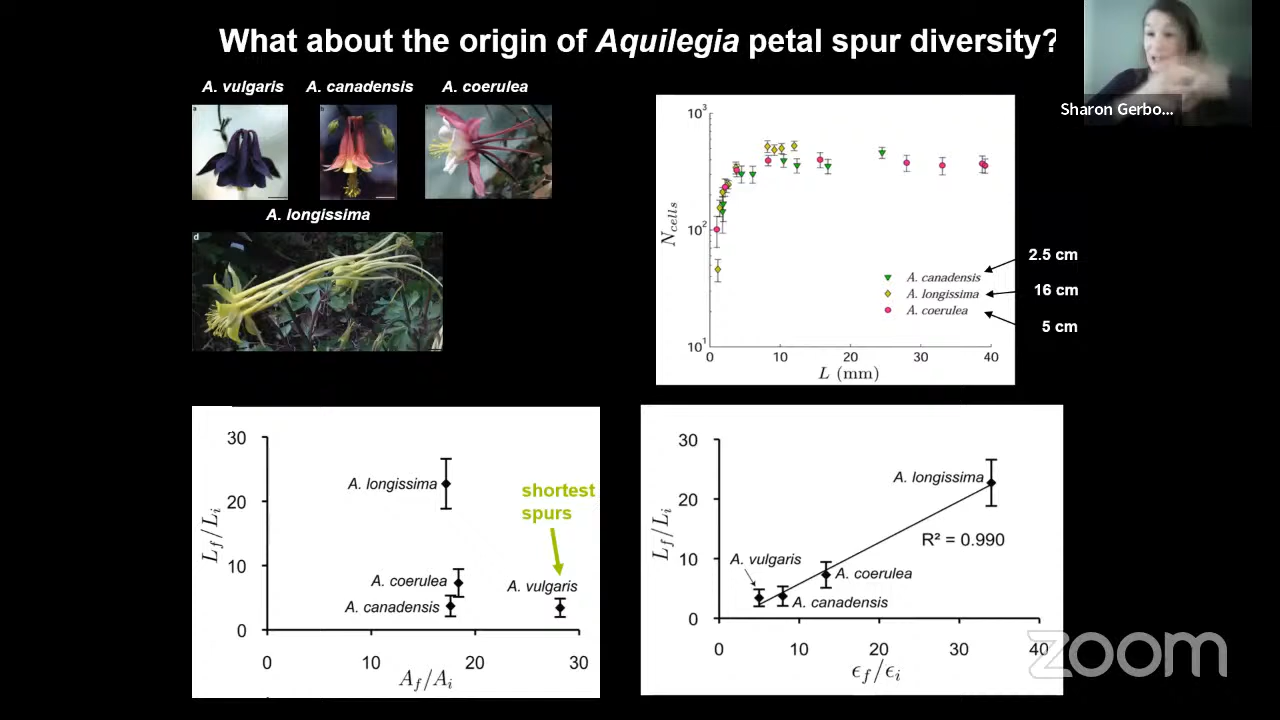 What about the origin of Aquilegia petal spur diversity?
A. vulgaris
A. canadensis
A. coerulea
a
b
c
A. longissima
d
Sharon Gerbo...
10³
10²
10¹
N_cells
0 10 20 30 40
L (mm)
A. canadensis
A. longissima
A. coerulea
2.5 cm
16 cm
5 cm
30
20
10
0
L_f/L_i
A. longissima
shortest
spurs
A. coerulea
A. vulgaris
A. canadensis
0 10 20 30
A_f/A_i
30
20
10
0
L_f/L_i
A. longissima
R² = 0.990
A. vulgaris
A. coerulea
A. canadensis
0 10 20 30 40
ϵ_f/ϵ_i
zoom